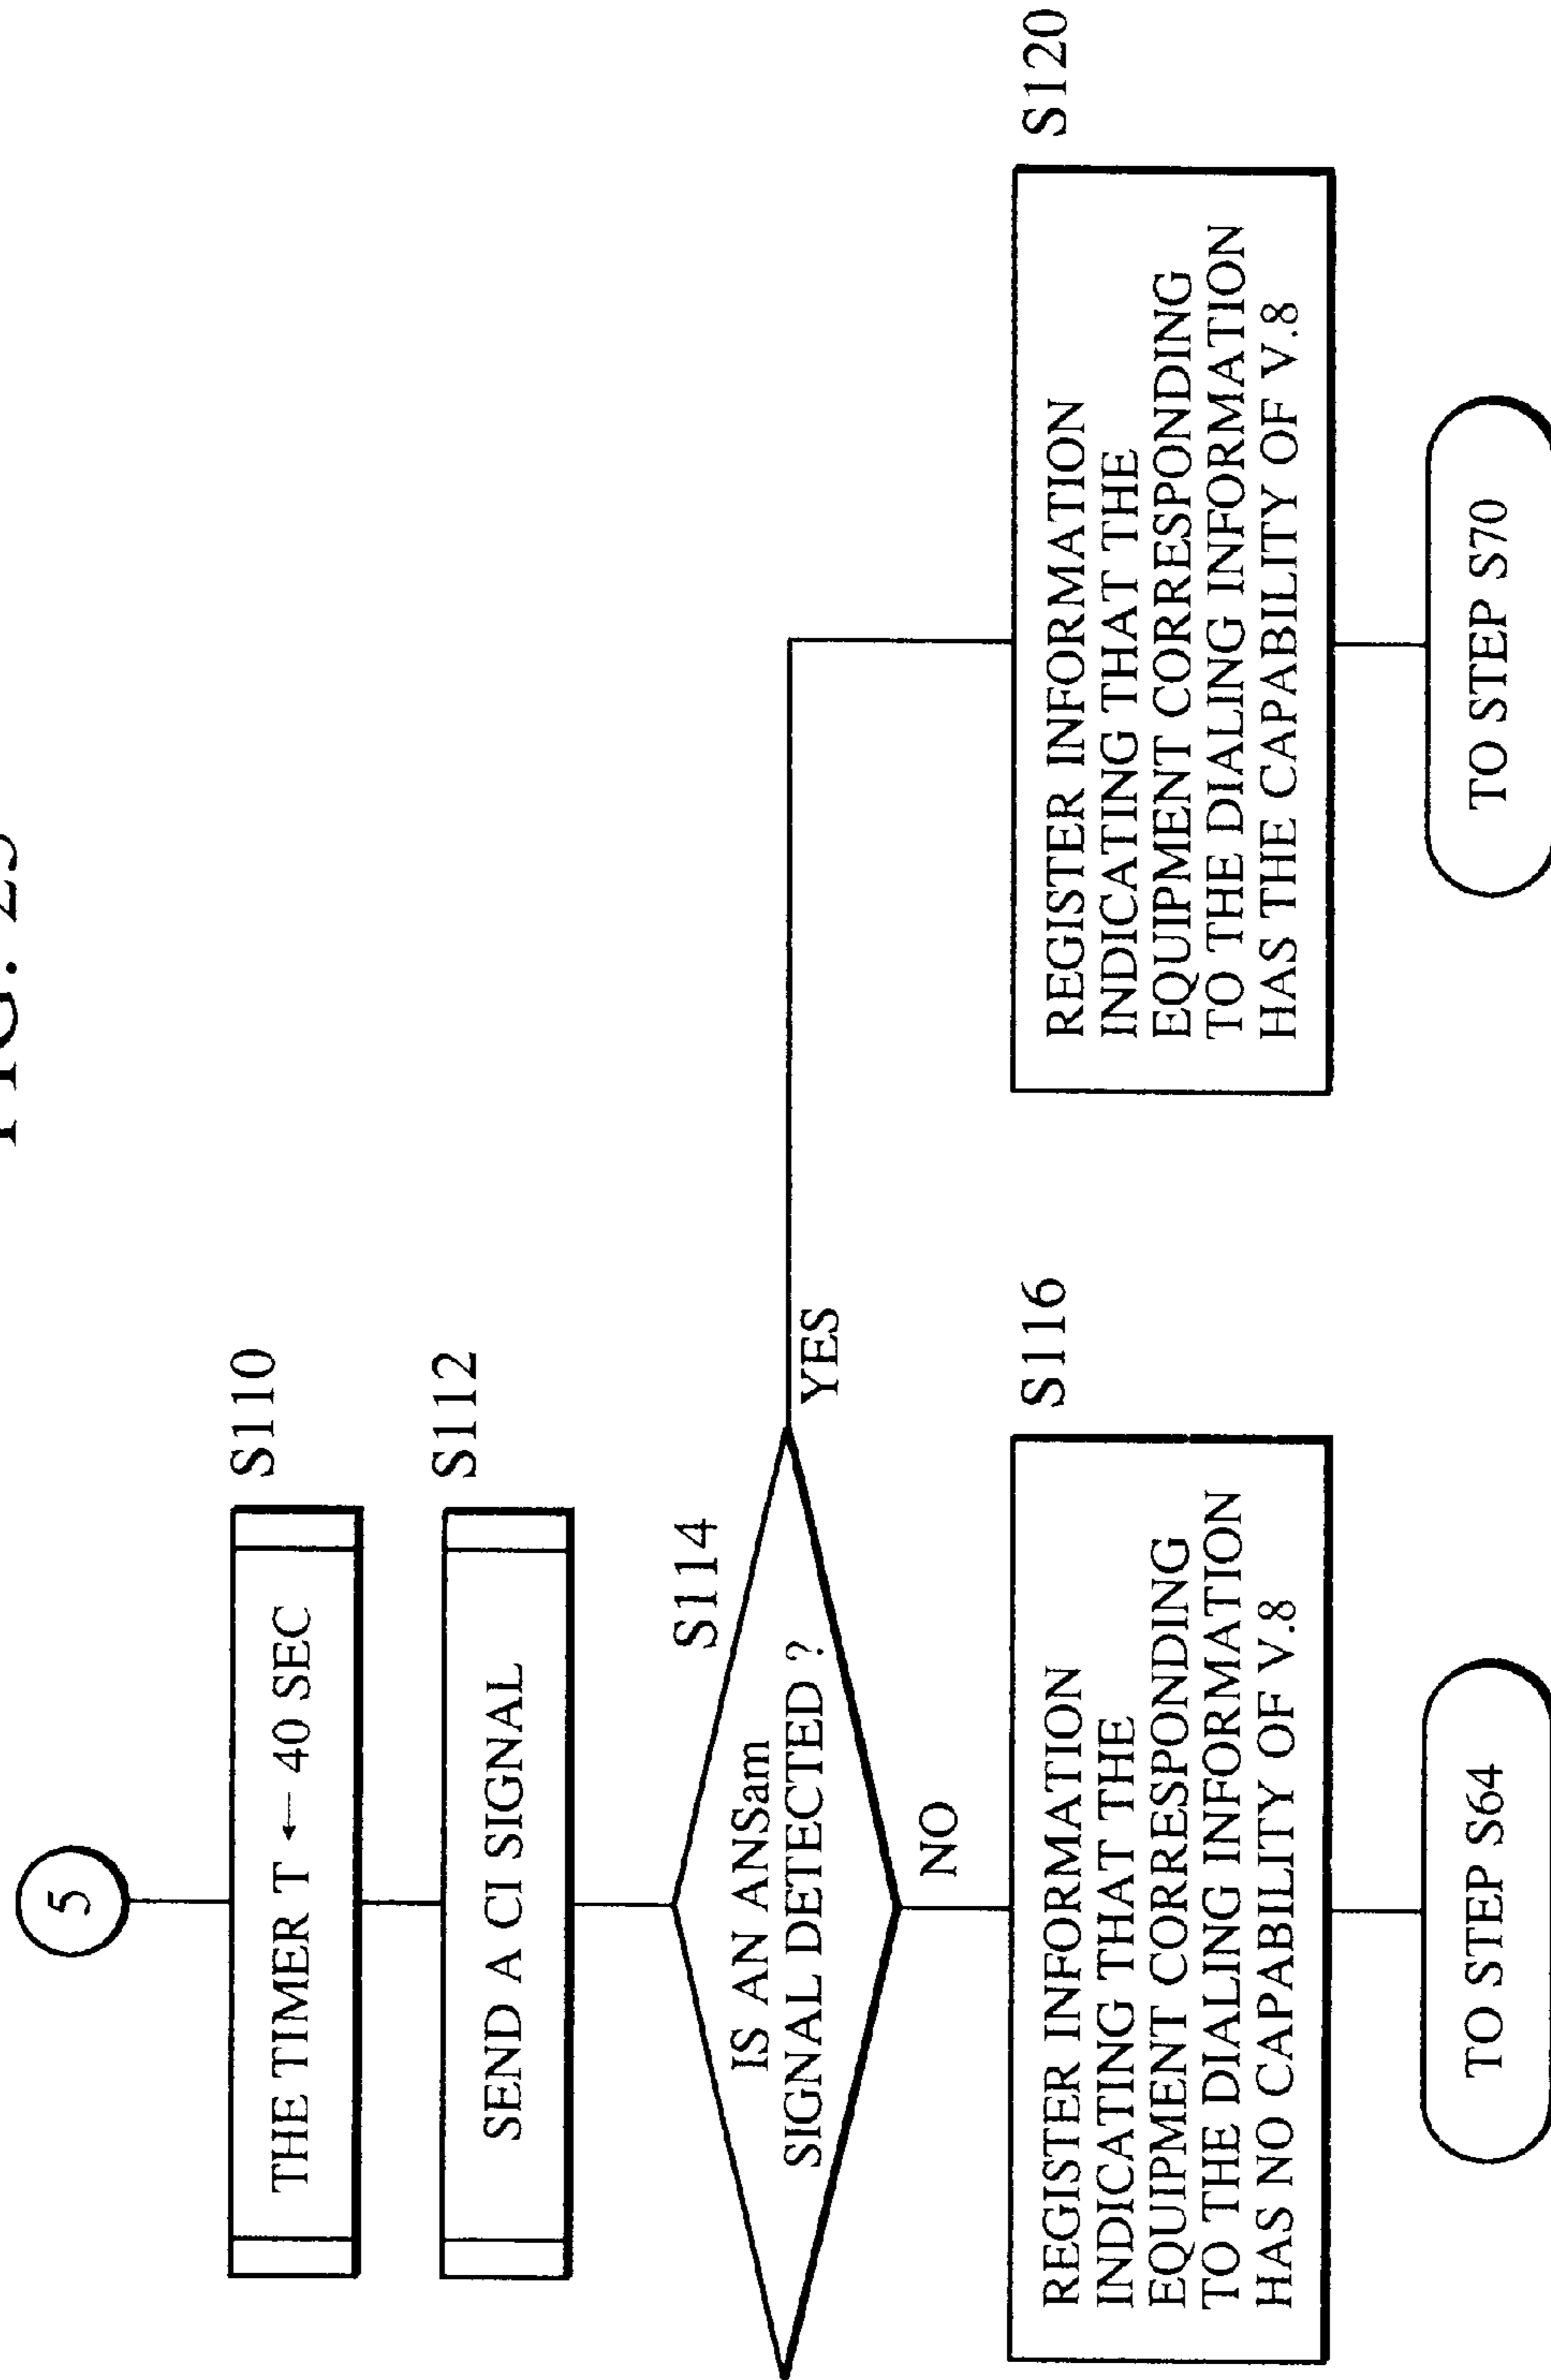 5
THE TIMER T ← 40 SEC
S110
SEND A CI SIGNAL
S112
S114
IS AN ANSam
SIGNAL DETECTED ?
YES
NO
S116
REGISTER INFORMATION
INDICATING THAT THE
EQUIPMENT CORRESPONDING
TO THE DIALING INFORMATION
HAS NO CAPABILITY OF V.8
TO STEP S64
S120
REGISTER INFORMATION
INDICATING THAT THE
EQUIPMENT CORRESPONDING
TO THE DIALING INFORMATION
HAS THE CAPABILITY OF V.8
TO STEP S70